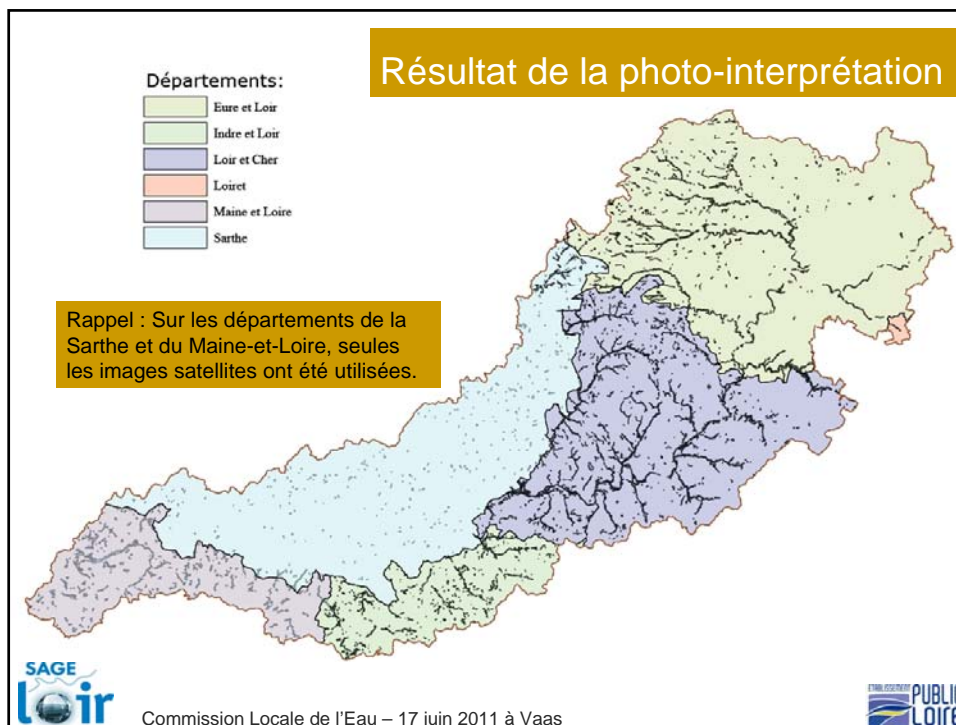 Résultat de la photo-interprétation
Départements:
Eure et Loir
Indre et Loir
Loir et Cher
Loiret
Maine et Loire
Sarthe
Rappel : Sur les départements de la
Sarthe et du Maine-et-Loire, seules
les images satellites ont été utilisées.
SAGE
Loir
Commission Locale de l'Eau – 17 juin 2011 à Vaas
ETABLISSEMENT
PUBLIC
LOIRE